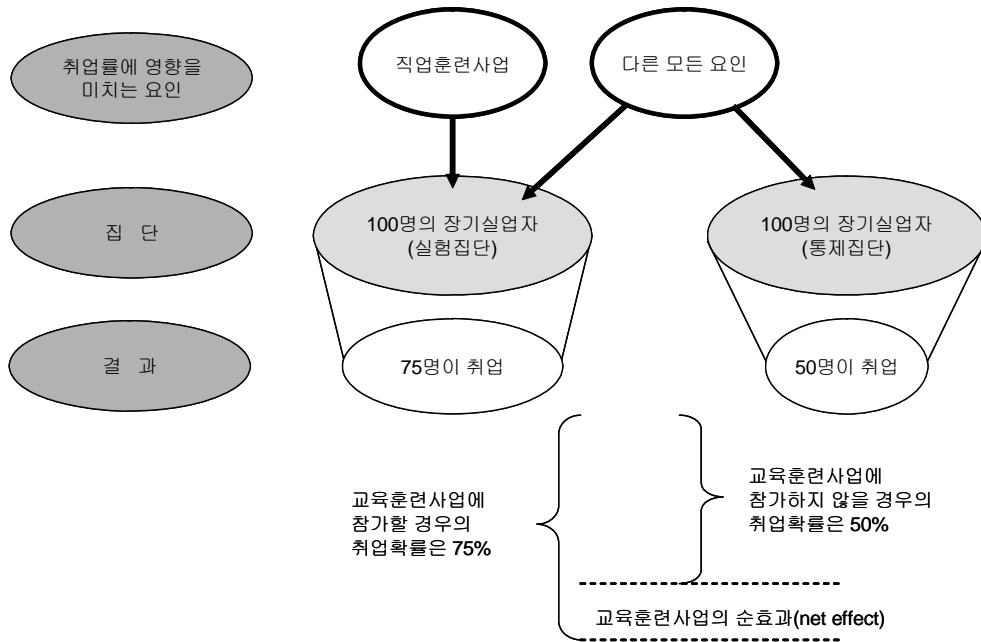 취업률에 영향을
미치는 요인
직업훈련사업
다른 모든 요인
집 단
100명의 장기실업자
(실험집단)
100명의 장기실업자
(통제집단)
결 과
75명이 취업
50명이 취업
교육훈련사업에
참가할 경우의
취업확률은 75%
교육훈련사업에
참가하지 않을 경우의
취업확률은 50%
교육훈련사업의 순효과(net effect)